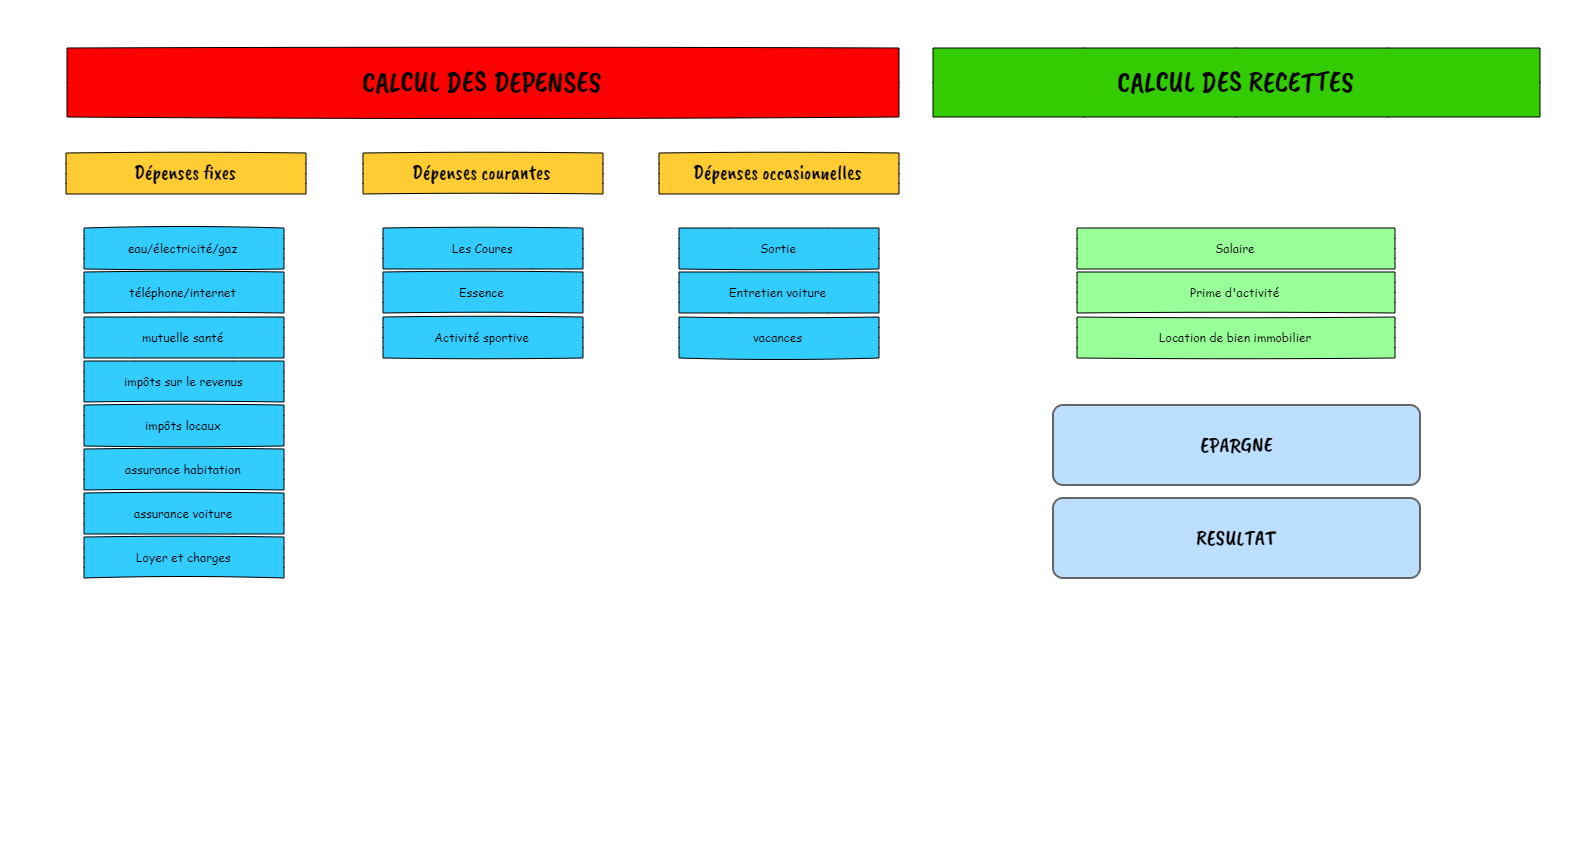 CALCUL DES DEPENSES
CALCUL DES RECETTES
Dépenses fixes
Dépenses courantes
Dépenses occasionnelles
eau/électricité/gaz
téléphone/internet
mutuelle santé
impôts sur le revenus
impôts locaux
assurance habitation
assurance voiture
Loyer et charges
Les Coures
Essence
Activité sportive
Sortie
Entretien voiture
vacances
Salaire
Prime d'activité
Location de bien immobilier
EPARGNE
RESULTAT